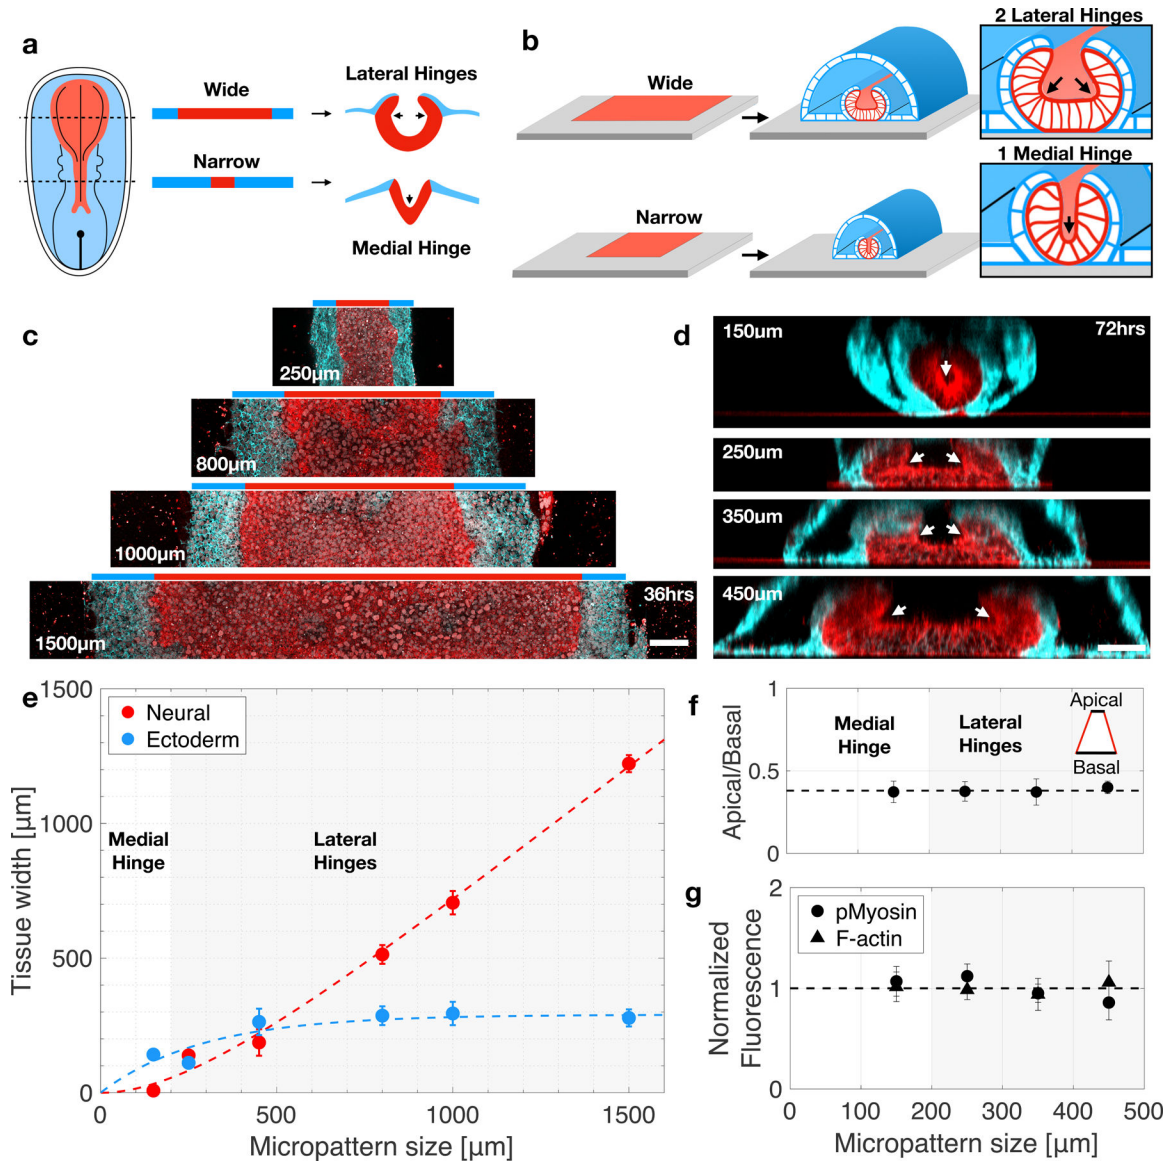 a
Wide
Lateral Hinges
Narrow
Medial Hinge
b
Wide
2 Lateral Hinges
Narrow
1 Medial Hinge
c
250µm
800µm
1000µm
36hrs
1500µm
d
150µm
72hrs
250µm
350µm
450µm
e
1500
1000
500
0
Tissue width [µm]
Neural
Ectoderm
Medial
Hinge
Lateral
Hinges
0
500
1000
1500
Micropattern size [µm]
f
1
0.5
0
Apical/Basal
Medial
Hinge
Lateral
Hinges
Apical
Basal
g
2
1
0
Normalized
Fluorescence
pMyosin
F-actin
0
100
200
300
400
500
Micropattern size [µm]